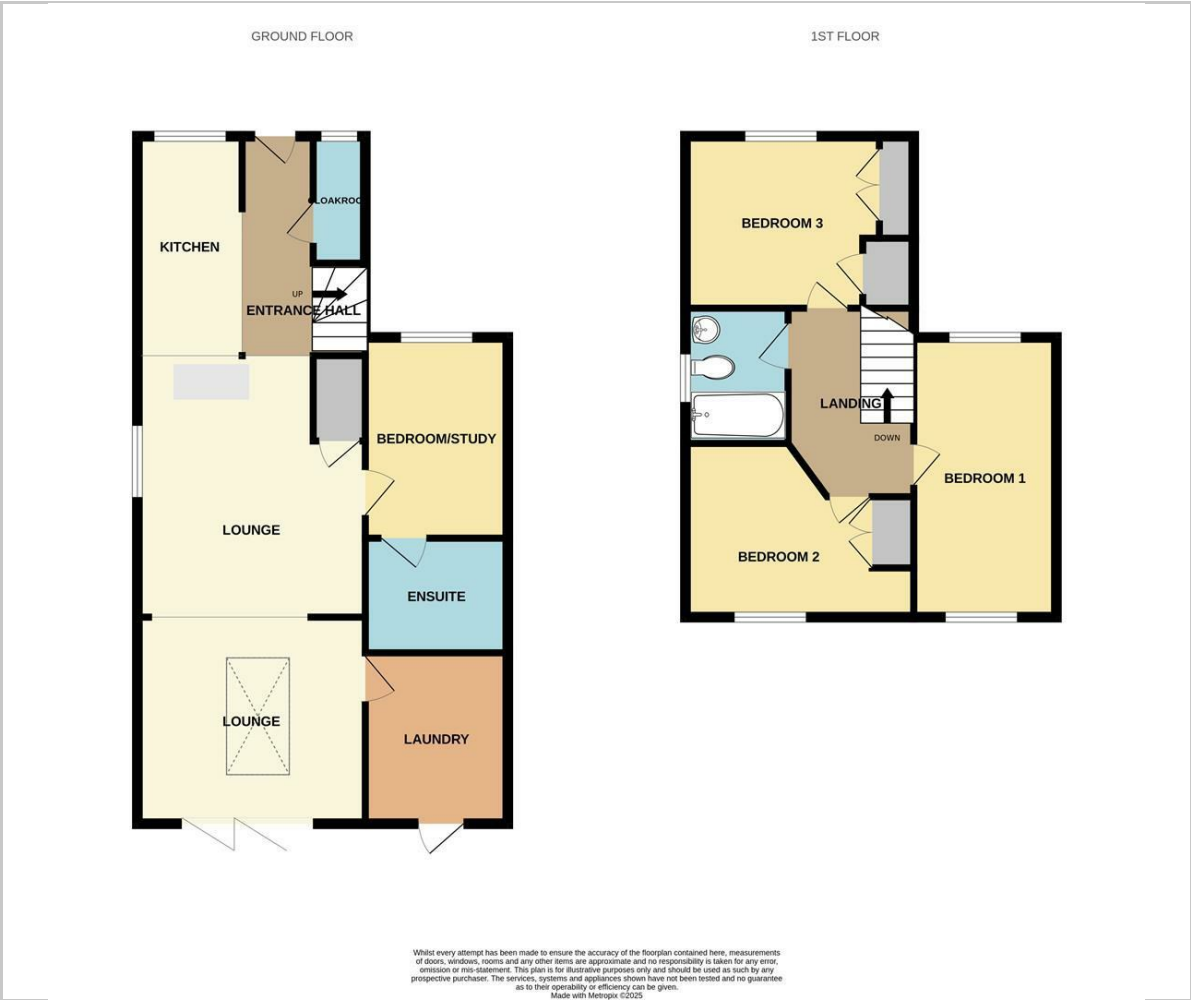 GROUND FLOOR
1ST FLOOR
LOAKROO
KITCHEN
UP
ENTRANCE HALL
BEDROOM/STUDY
LOUNGE
ENSUITE
LOUNGE
LAUNDRY
BEDROOM 3
LANDING
DOWN
BEDROOM 1
BEDROOM 2
Whilst every attempt has been made to ensure the accuracy of the floorplan contained here, measurements
of doors, windows, rooms and any other items are approximate and no responsibility is taken for any error,
omission or mis-statement. This plan is for illustrative purposes only and should be used as such by any
prospective purchaser. The services, systems and appliances shown have not been tested and no guarantee
as to their operability or efficiency can be given.
Made with Metropix ©2025